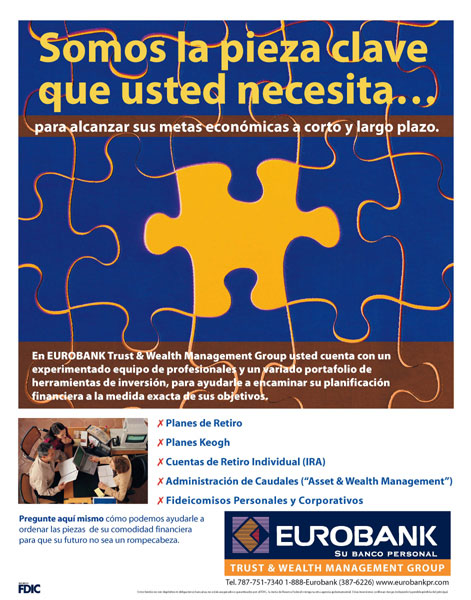 Somos la pieza clave
que usted necesita...
para alcanzar sus metas económicas a corto y largo plazo.
En EUROBANK Trust & Wealth Management Group usted cuenta con un
experimentado equipo de profesionales y un variado portafolio de
herramientas de inversión, para ayudarle a encaminar su planificación
financiera a la medida exacta de sus objetivos.
✗ Planes de Retiro
✗ Planes Keogh
✗ Cuentas de Retiro Individual (IRA)
✗ Administración de Caudales ("Asset & Wealth Management")
✗ Fideicomisos Personales y Corporativos
Pregunte aquí mismo cómo podemos ayudarle a
ordenar las piezas de su comodidad financiera
para que su futuro no sea un rompecabeza.
EUROBANK
SU BANCO PERSONAL
TRUST & WEALTH MANAGEMENT GROUP
Tel. 787-751-7340 1-888-Eurobank (387-6226) www.eurobankpr.com
FDIC